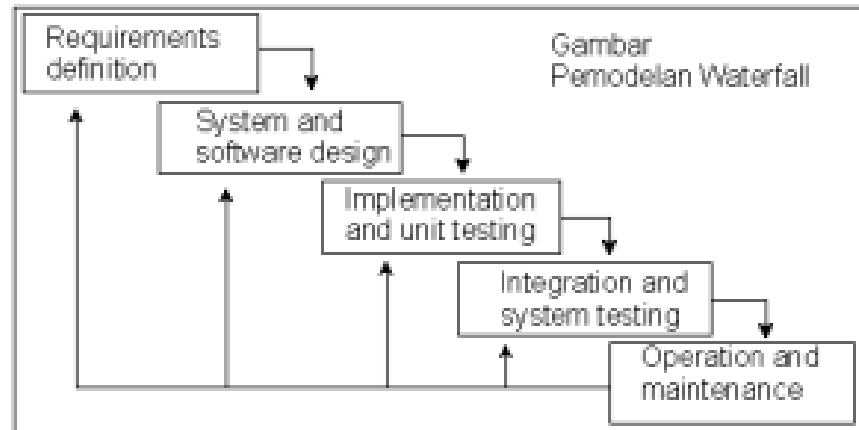 Requirements
definition
Gambar
Pemodelan Waterfall
System and
software design
Implementation
and unit testing
Integration and
system testing
Operation and
maintenance